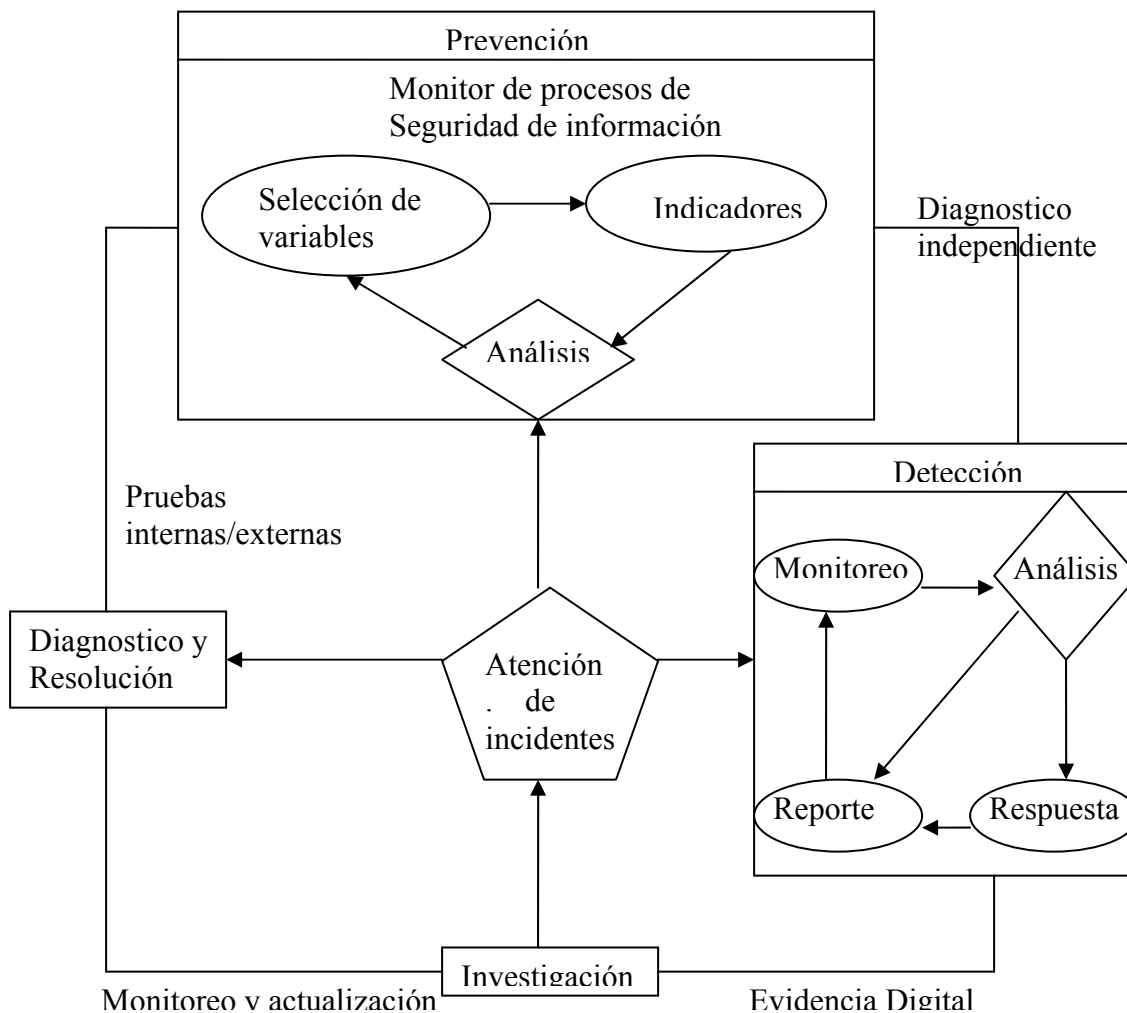 Prevención
Monitor de procesos de
Seguridad de información
Selección de
variables
Indicadores
Análisis
Diagnostico
independiente
Pruebas
internas/externas
Detección
Monitoreo
Análisis
Reporte
Respuesta
Diagnostico y
Resolución
Atención
. de
incidentes
Investigación
Monitoreo y actualización
Evidencia Digital